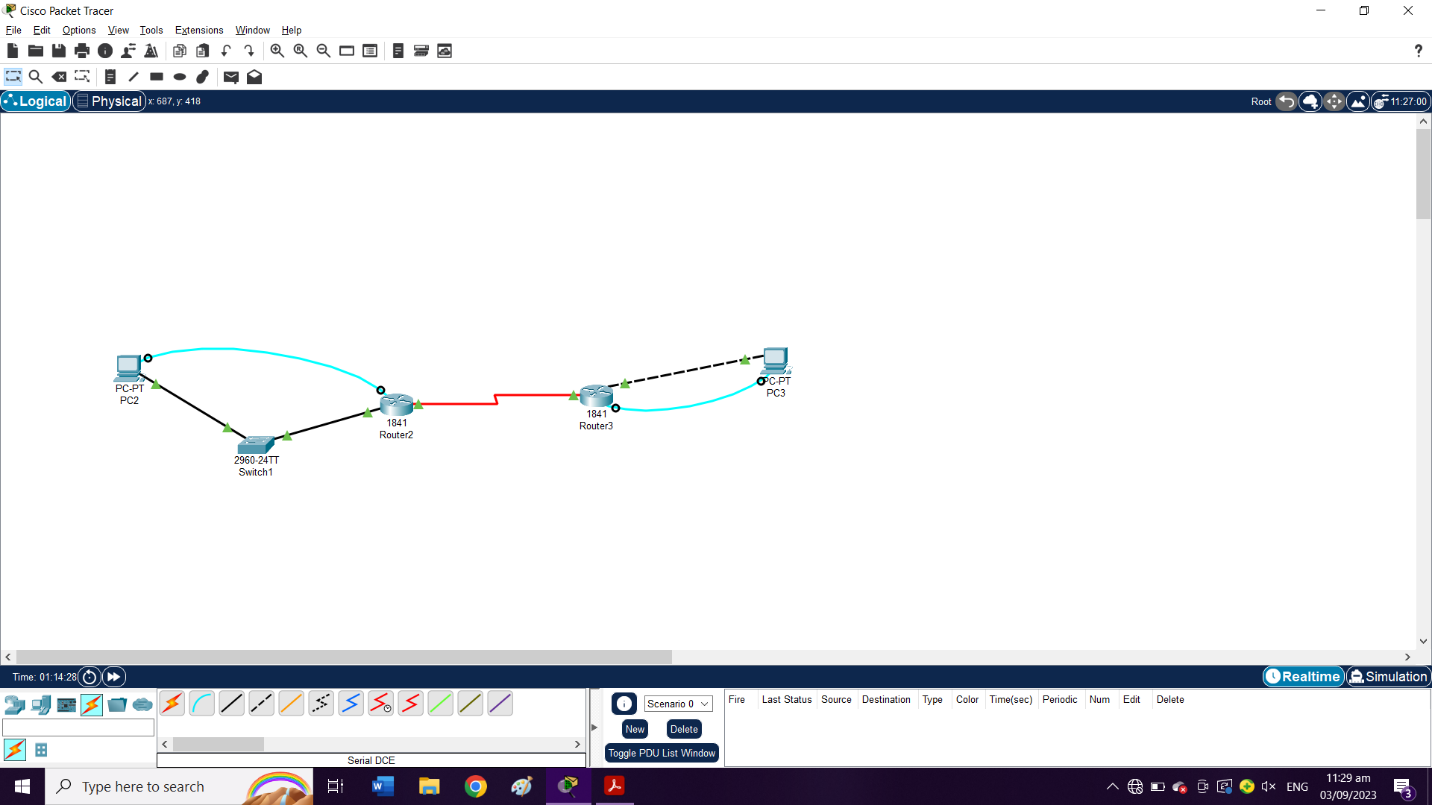 Cisco Packet Tracer
File Edit Options View Tools Extensions Window Help
?
Logical Physical x: 687, y: 418 Root 11:27:00
PC-PT
PC2
2960-24TT
Switch1
1841
Router2
1841
Router3
PC-PT
PC3
Time: 01:14:28 Realtime Simulation
Scenario 0
New Delete
Toggle PDU List Window
Fire Last Status Source Destination Type Color Time(sec) Periodic Num Edit Delete
Serial DCE
Type here to search
ENG
11:29 am
03/09/2023
3